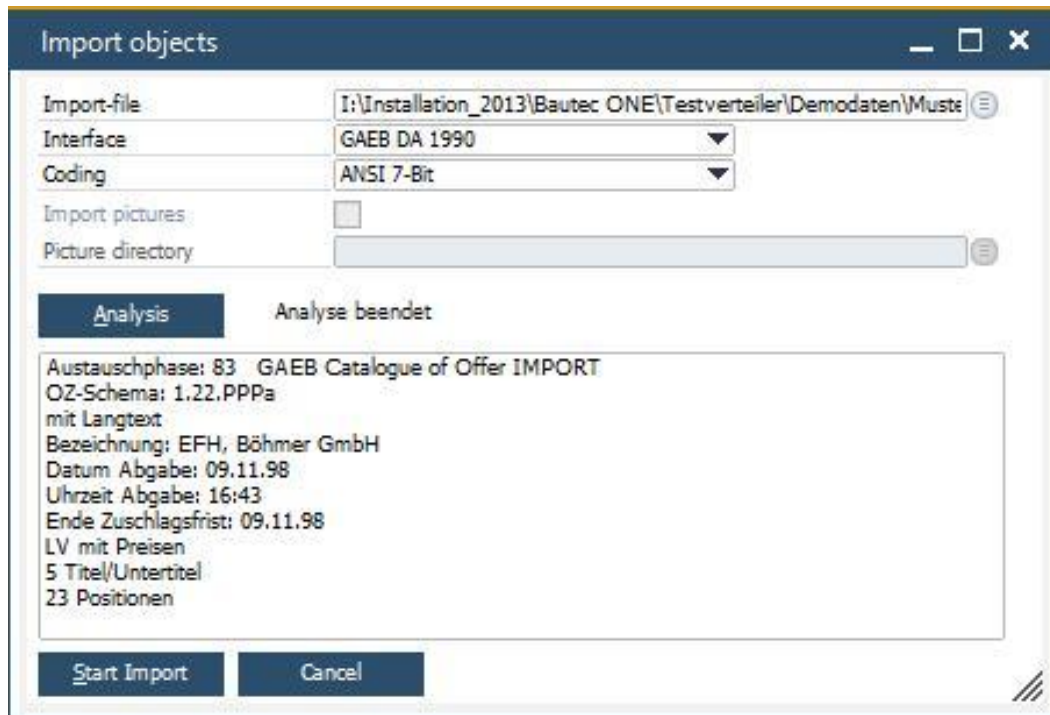 Import objects
Import-file I:\Installation_2013\Bautec ONE\Testverteiler\Demodaten\Muste
Interface GAEB DA 1990
Coding ANSI 7-Bit
Import pictures
Picture directory
Analysis Analyse beendet
Austauschphase: 83 GAEB Catalogue of Offer IMPORT
OZ-Schema: 1.22.PPPa
mit Langtext
Bezeichnung: EFH, Böhmer GmbH
Datum Abgabe: 09.11.98
Uhrzeit Abgabe: 16:43
Ende Zuschlagsfrist: 09.11.98
LV mit Preisen
5 Titel/Untertitel
23 Positionen
Start Import Cancel